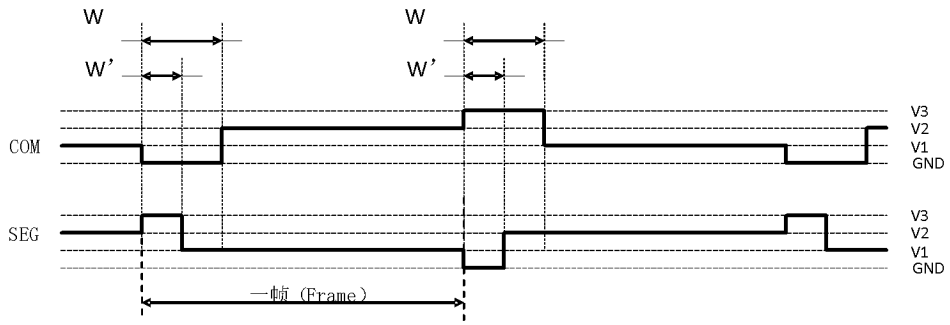 W W
W' W'
COM
V3
V2
V1
GND
SEG
V3
V2
V1
GND
一帧(Frame)